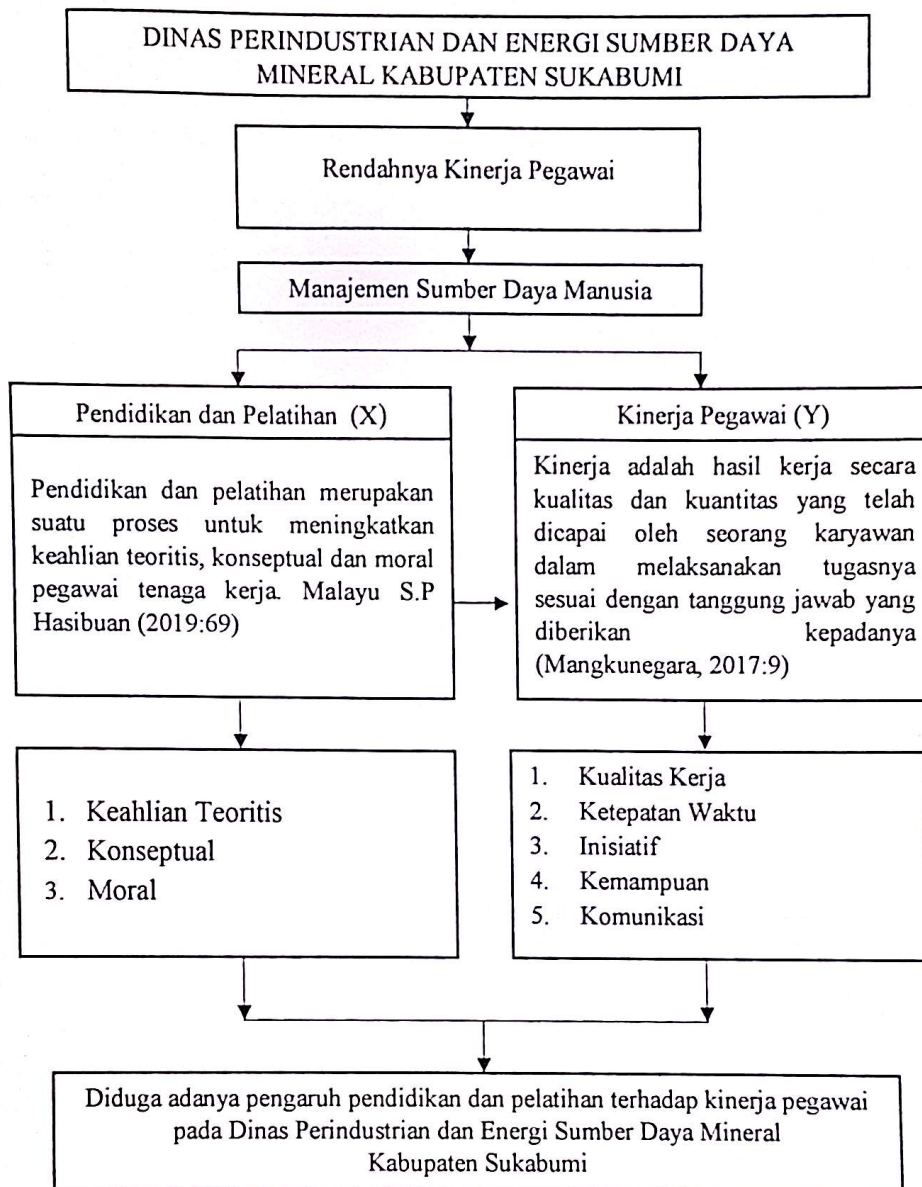 DINAS PERINDUSTRIAN DAN ENERGI SUMBER DAYA
MINERAL KABUPATEN SUKABUMI
Rendahnya Kinerja Pegawai
Manajemen Sumber Daya Manusia
Pendidikan dan Pelatihan (X)
Pendidikan dan pelatihan merupakan
suatu proses untuk meningkatkan
keahlian teoritis, konseptual dan moral
pegawai tenaga kerja. Malayu S.P
Hasibuan (2019:69)
Kinerja Pegawai (Y)
Kinerja adalah hasil kerja secara
kualitas dan kuantitas yang telah
dicapai oleh seorang karyawan
dalam melaksanakan tugasnya
sesuai dengan tanggung jawab yang
diberikan kepadanya
(Mangkunegara, 2017:9)
1. Keahlian Teoritis
2. Konseptual
3. Moral
1. Kualitas Kerja
2. Ketepatan Waktu
3. Inisiatif
4. Kemampuan
5. Komunikasi
Diduga adanya pengaruh pendidikan dan pelatihan terhadap kinerja pegawai
pada Dinas Perindustrian dan Energi Sumber Daya Mineral
Kabupaten Sukabumi